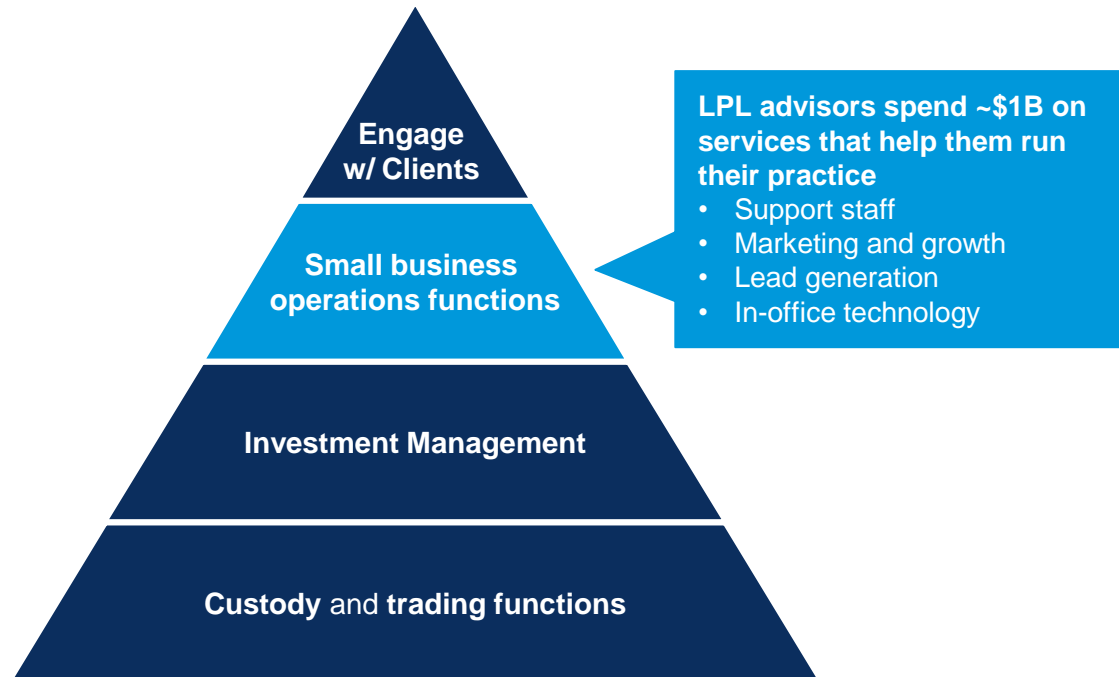 Engage
w/ Clients
LPL advisors spend ~$1B on
services that help them run
their practice
• Support staff
• Marketing and growth
• Lead generation
• In-office technology
Small business
operations functions
Investment Management
Custody and trading functions